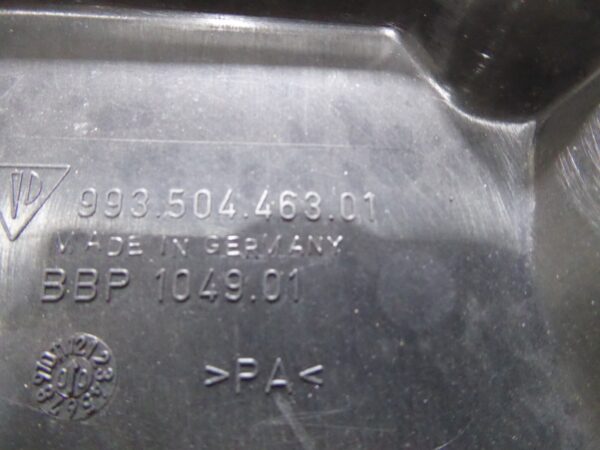 993.504.463.01
MADE IN GERMANY
BBP 1049.01
>PA<